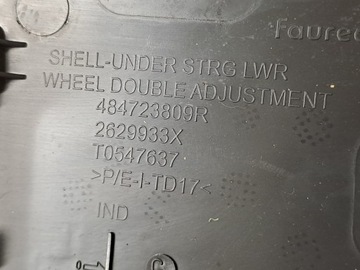 Faurec
SHELL-UNDER STRG LWR
WHEEL DOUBLE ADJUSTMENT
484723809R
2629933X
T0547637
>P/E-I-TD17<
IND